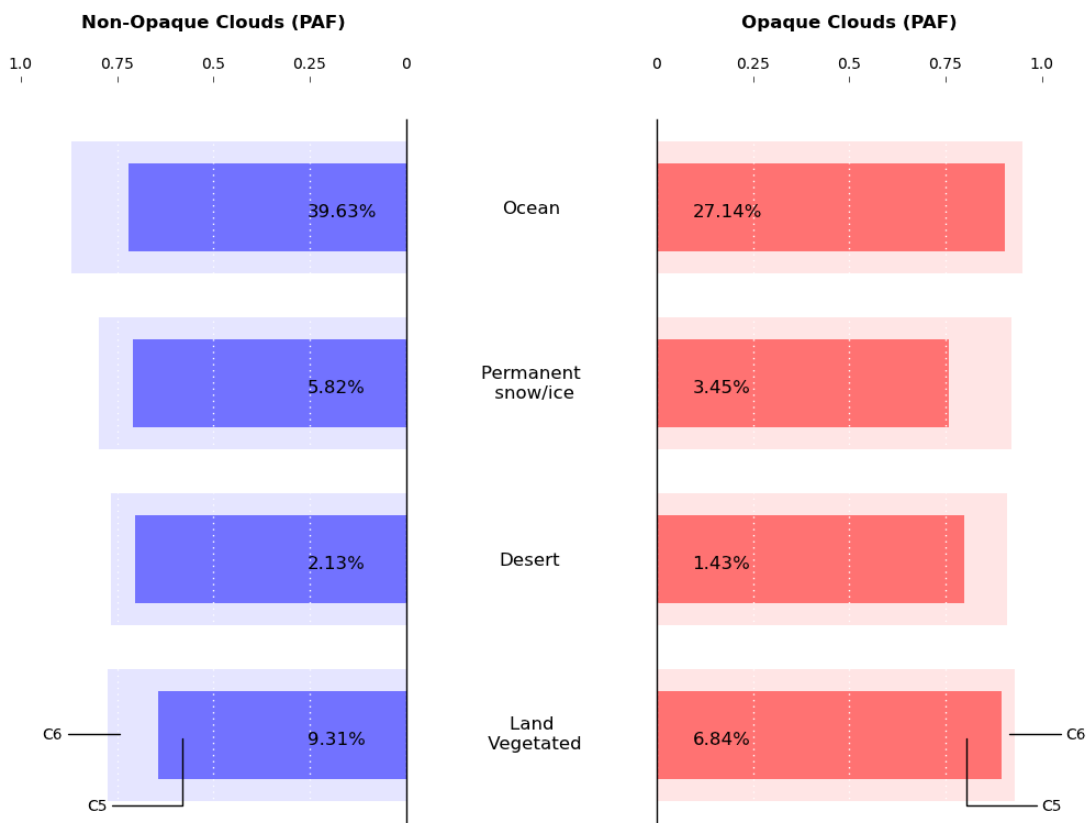 Non-Opaque Clouds (PAF)
Opaque Clouds (PAF)
1.0 0.75 0.5 0.25 0
0 0.25 0.5 0.75 1.0
39.63%
Ocean
27.14%
5.82%
Permanent
snow/ice
3.45%
2.13%
Desert
1.43%
C6
9.31%
Land
Vegetated
6.84%
C6
C5
C5